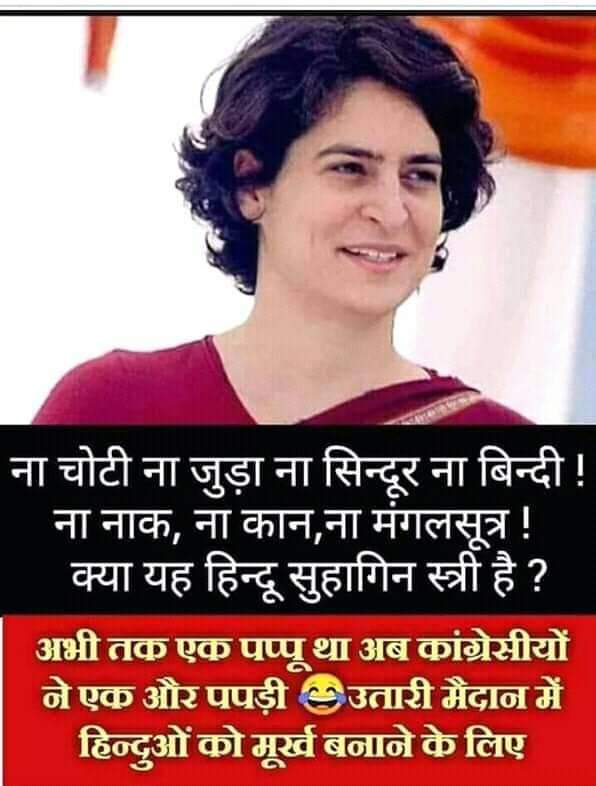 ना चोटी ना जुड़ा ना सिन्दूर ना बिन्दी !
ना नाक, ना कान,ना मंगलसूत्र !
क्या यह हिन्दू सुहागिन स्त्री है ?
अभी तक एक पप्पू था अब कांग्रेसीयों
ने एक और पपड़ी 😂उतारी मैदान में
हिन्दुओं को मूर्ख बनाने के लिए